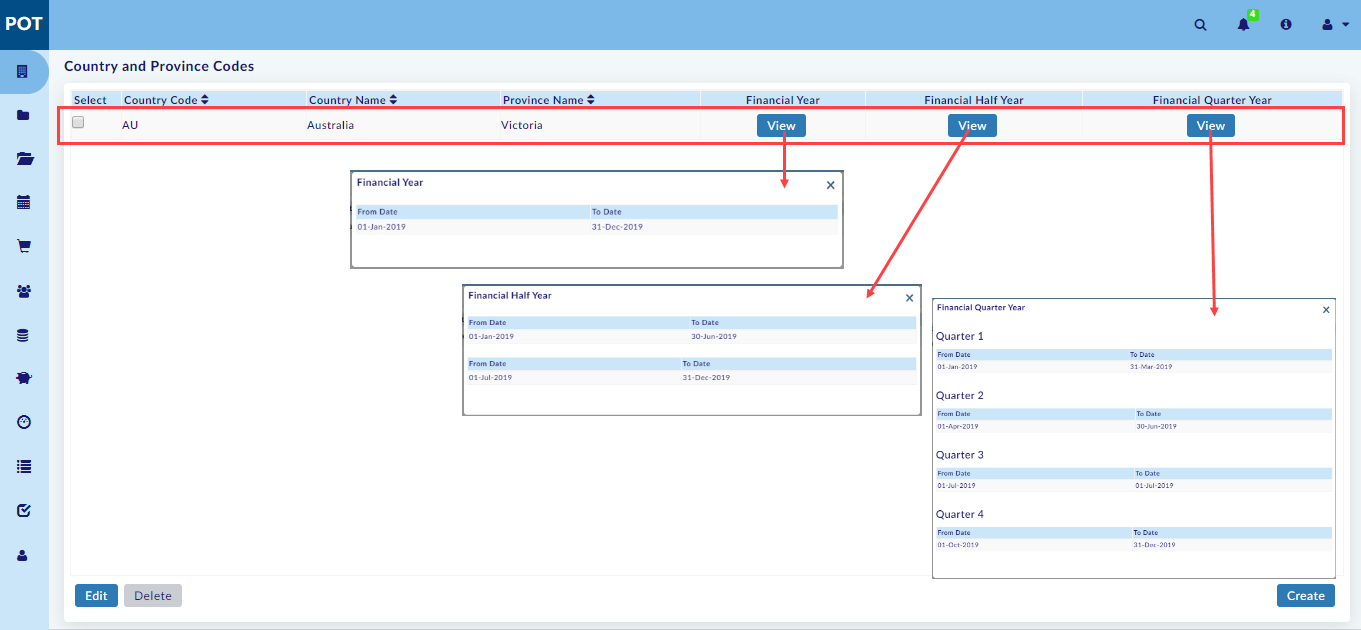 POT
4
Country and Province Codes
Select Country Code Country Name Province Name Financial Year Financial Half Year Financial Quarter Year
AU Australia Victoria View View View
Financial Year
From Date To Date
01-Jan-2019 31-Dec-2019
Financial Half Year
From Date To Date
01-Jan-2019 30-Jun-2019
From Date To Date
01-Jul-2019 31-Dec-2019
Financial Quarter Year
Quarter 1
From Date To Date
01-Jan-2019 31-Mar-2019
Quarter 2
From Date To Date
01-Apr-2019 30-Jun-2019
Quarter 3
From Date To Date
01-Jul-2019 01-Jul-2019
Quarter 4
From Date To Date
01-Oct-2019 31-Dec-2019
Edit Delete Create